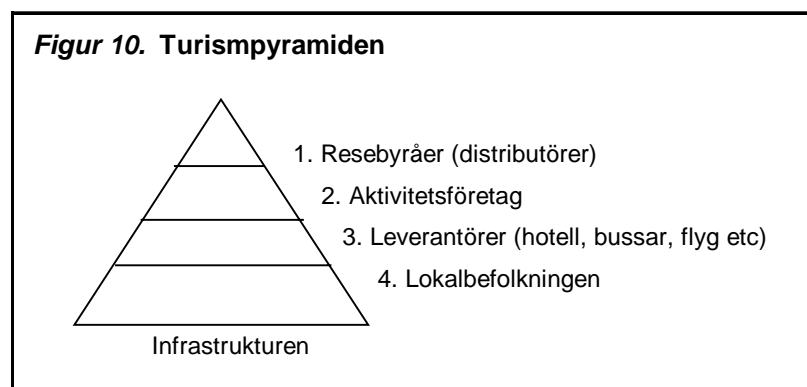 Figur 10. Turismpyramiden
1. Resebyråer (distributörer)
2. Aktivitetsföretag
3. Leverantörer (hotell, bussar, flyg etc)
4. Lokalbefolkningen
Infrastrukturen